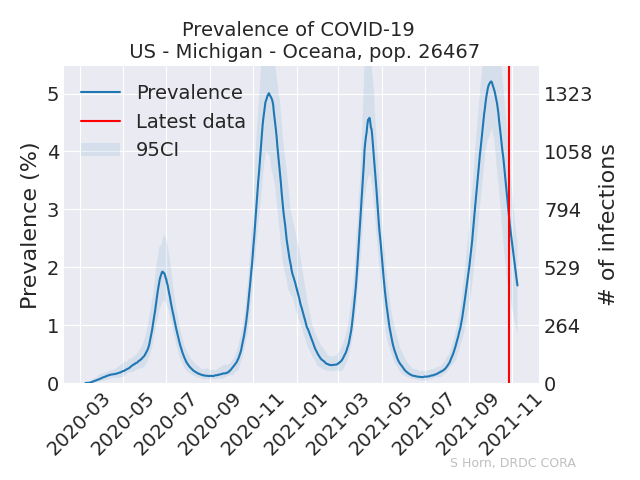 Prevalence of COVID-19
US - Michigan - Oceana, pop. 26467
Prevalence
Latest data
95CI
Prevalence (%)
5
4
3
2
1
0
# of infections
1323
1058
794
529
264
0
2020-03
2020-05
2020-07
2020-09
2020-11
2021-01
2021-03
2021-05
2021-07
2021-09
2021-11
S Horn, DRDC CORA